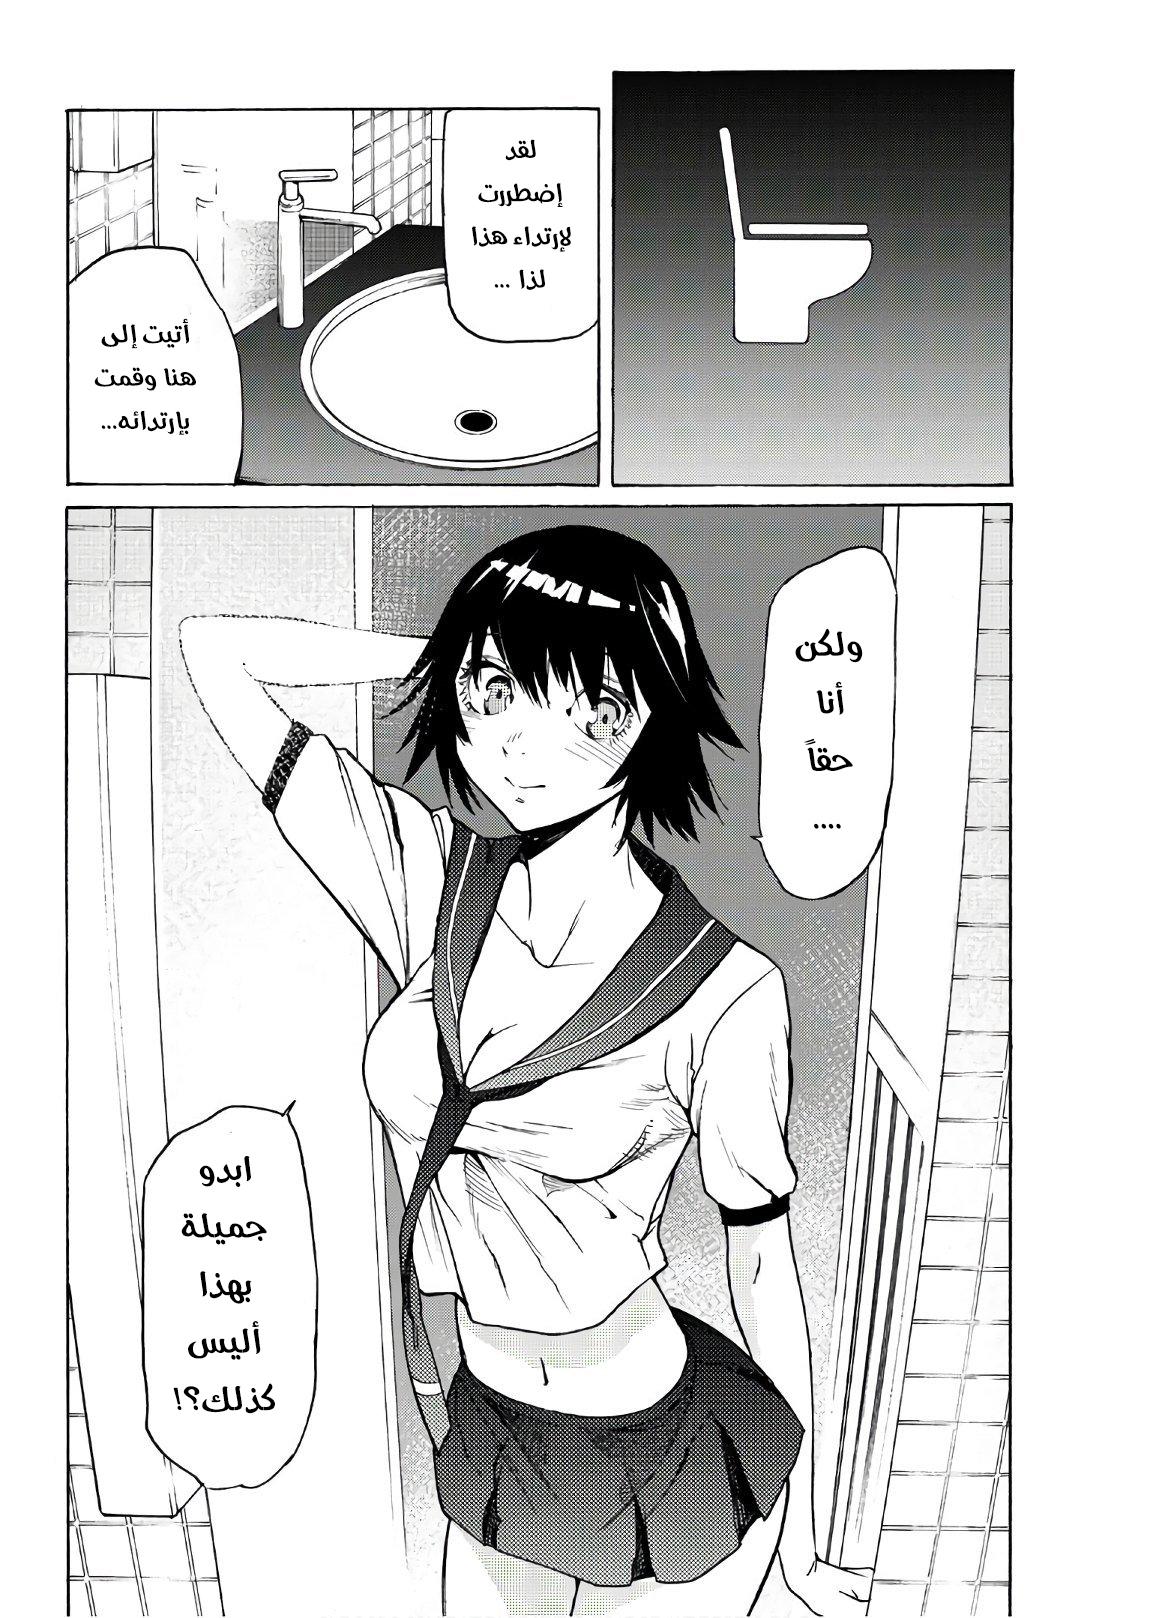 لقد
إضطررت
لإرتداء هذا
لذا ...
أتيت إلى
هنا وقمت
بإرتدائه...
ولكن
أنا
حقاً
....
ابدو
جميلة
بهذا
أليس
كذلك؟!